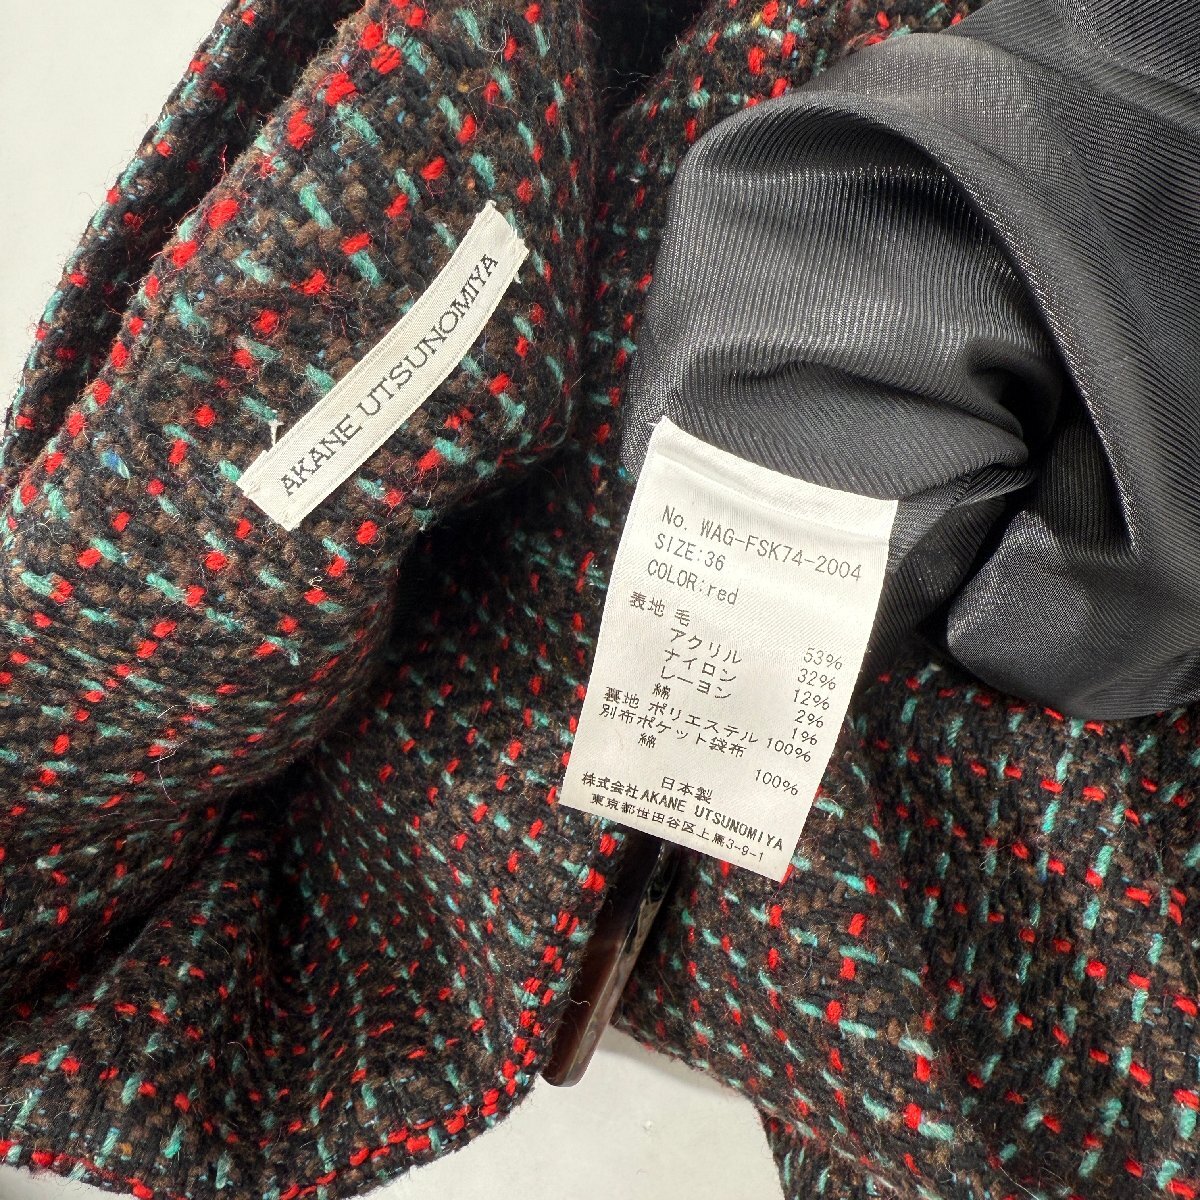 AKANE UTSUNOMIYA
No. WAG-FSK74-2004
SIZE:36
COLOR:red
表地 毛 53%
アクリル 32%
ナイロン 12%
レーヨン 2%
綿 1%
裏地 ポリエステル 100%
別布ポケット袋布
綿 100%
日本製
株式会社AKANE UTSUNOMIYA
東京都世田谷区上馬3-9-1